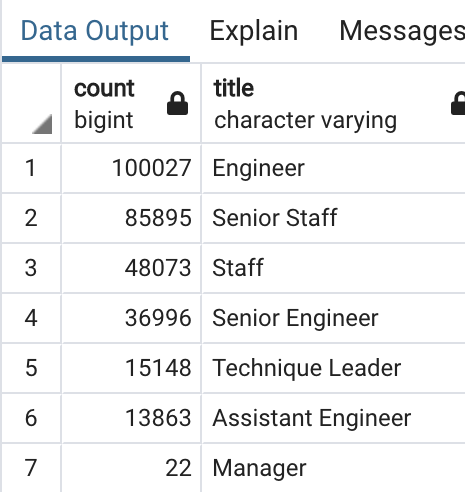 Data Output Explain Messages
count title
bigint character varying
1 100027 Engineer
2 85895 Senior Staff
3 48073 Staff
4 36996 Senior Engineer
5 15148 Technique Leader
6 13863 Assistant Engineer
7 22 Manager